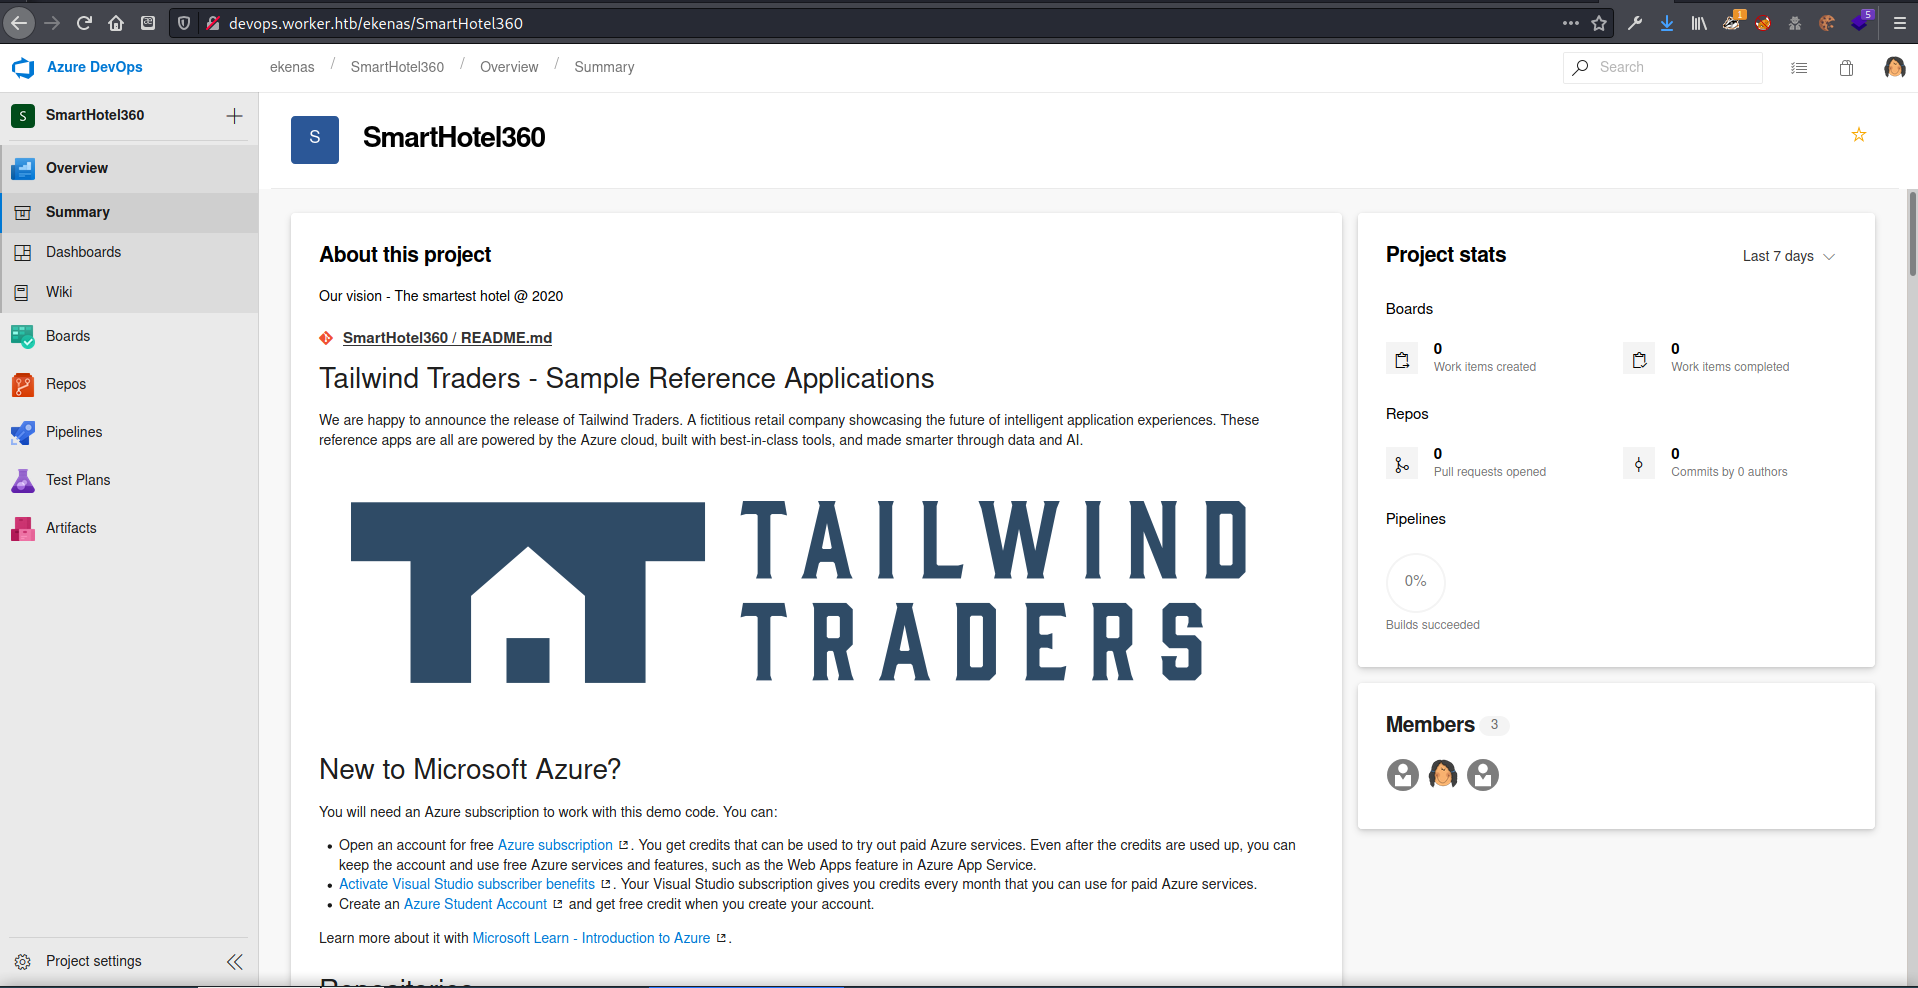 devops.worker.htb/ekenas/SmartHotel360
1
5
Azure DevOps
ekenas / SmartHotel360 / Overview / Summary
Search
S SmartHotel360
Overview
Summary
Dashboards
Wiki
Boards
Repos
Pipelines
Test Plans
Artifacts
Project settings
S SmartHotel360
About this project
Our vision - The smartest hotel @ 2020
SmartHotel360 / README.md
Tailwind Traders - Sample Reference Applications
We are happy to announce the release of Tailwind Traders. A fictitious retail company showcasing the future of intelligent application experiences. These
reference apps are all are powered by the Azure cloud, built with best-in-class tools, and made smarter through data and AI.
TAILWIND
TRADERS
New to Microsoft Azure?
You will need an Azure subscription to work with this demo code. You can:
• Open an account for free Azure subscription. You get credits that can be used to try out paid Azure services. Even after the credits are used up, you can
keep the account and use free Azure services and features, such as the Web Apps feature in Azure App Service.
• Activate Visual Studio subscriber benefits. Your Visual Studio subscription gives you credits every month that you can use for paid Azure services.
• Create an Azure Student Account and get free credit when you create your account.
Learn more about it with Microsoft Learn - Introduction to Azure.
Repositories
Project stats
Last 7 days
Boards
0
Work items created
0
Work items completed
Repos
0
Pull requests opened
0
Commits by 0 authors
Pipelines
0%
Builds succeeded
Members 3